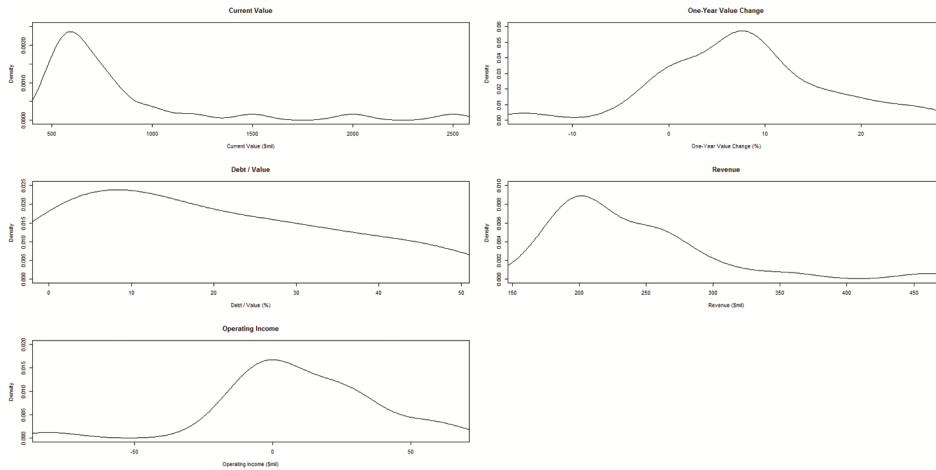 Current Value
Density
0.0000 0.0010 0.0020
500 1000 1500 2000 2500
Current Value ($mil)
One-Year Value Change
Density
0.00 0.01 0.02 0.03 0.04 0.05 0.06
-10 0 10 20
One-Year Value Change (%)
Debt / Value
Density
0.000 0.005 0.010 0.015 0.020 0.025
0 10 20 30 40 50
Debt / Value (%)
Revenue
Density
0.000 0.002 0.004 0.006 0.008 0.010
150 200 250 300 350 400 450
Revenue ($mil)
Operating Income
Density
0.000 0.005 0.010 0.015 0.020
-50 0 50
Operating Income ($mil)